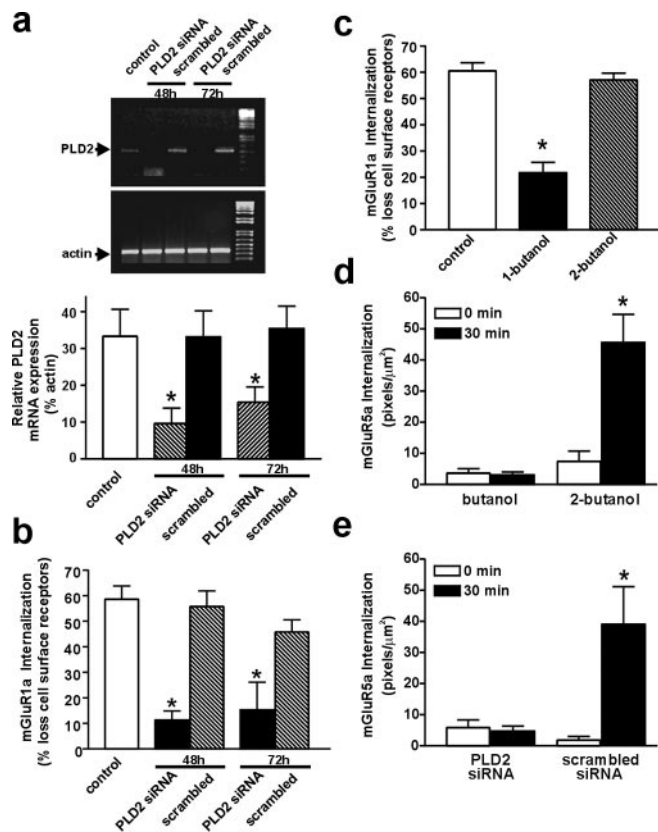 a
control
PLD2 siRNA
scrambled
PLD2 siRNA
scrambled
48h
72h
PLD2
actin
Relative PLD2
mRNA expression
(% actin)
40
30
20
10
0
48h
72h
control
PLD2 siRNA
scrambled
PLD2 siRNA
scrambled
* *
b
mGluR1a Internalization
(% loss cell surface receptors)
70
60
50
40
30
20
10
0
* *
48h
72h
control
PLD2 siRNA
scrambled
PLD2 siRNA
scrambled
c
mGluR1a Internalization
(% loss cell surface receptors)
70
60
50
40
30
20
10
0
*
control
1-butanol
2-butanol
d
mGluR5a Internalization
(pixels/μm²)
60
50
40
30
20
10
0
0 min
30 min
*
butanol
2-butanol
e
mGluR5a Internalization
(pixels/μm²)
60
50
40
30
20
10
0
0 min
30 min
*
PLD2
siRNA
scrambled
siRNA